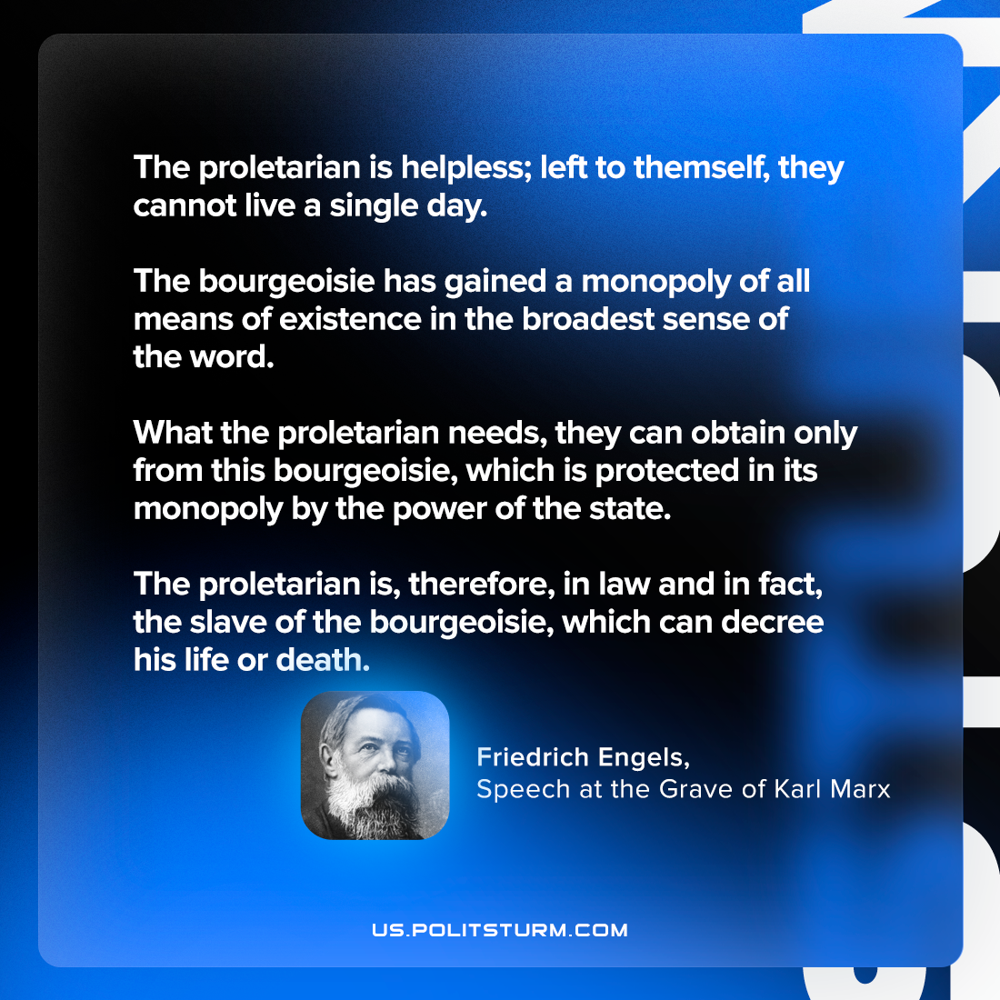 The proletarian is helpless; left to themself, they
cannot live a single day.
The bourgeoisie has gained a monopoly of all
means of existence in the broadest sense of
the word.
What the proletarian needs, they can obtain only
from this bourgeoisie, which is protected in its
monopoly by the power of the state.
The proletarian is, therefore, in law and in fact,
the slave of the bourgeoisie, which can decree
his life or death.
Friedrich Engels,
Speech at the Grave of Karl Marx
US.POLITSTURM.COM